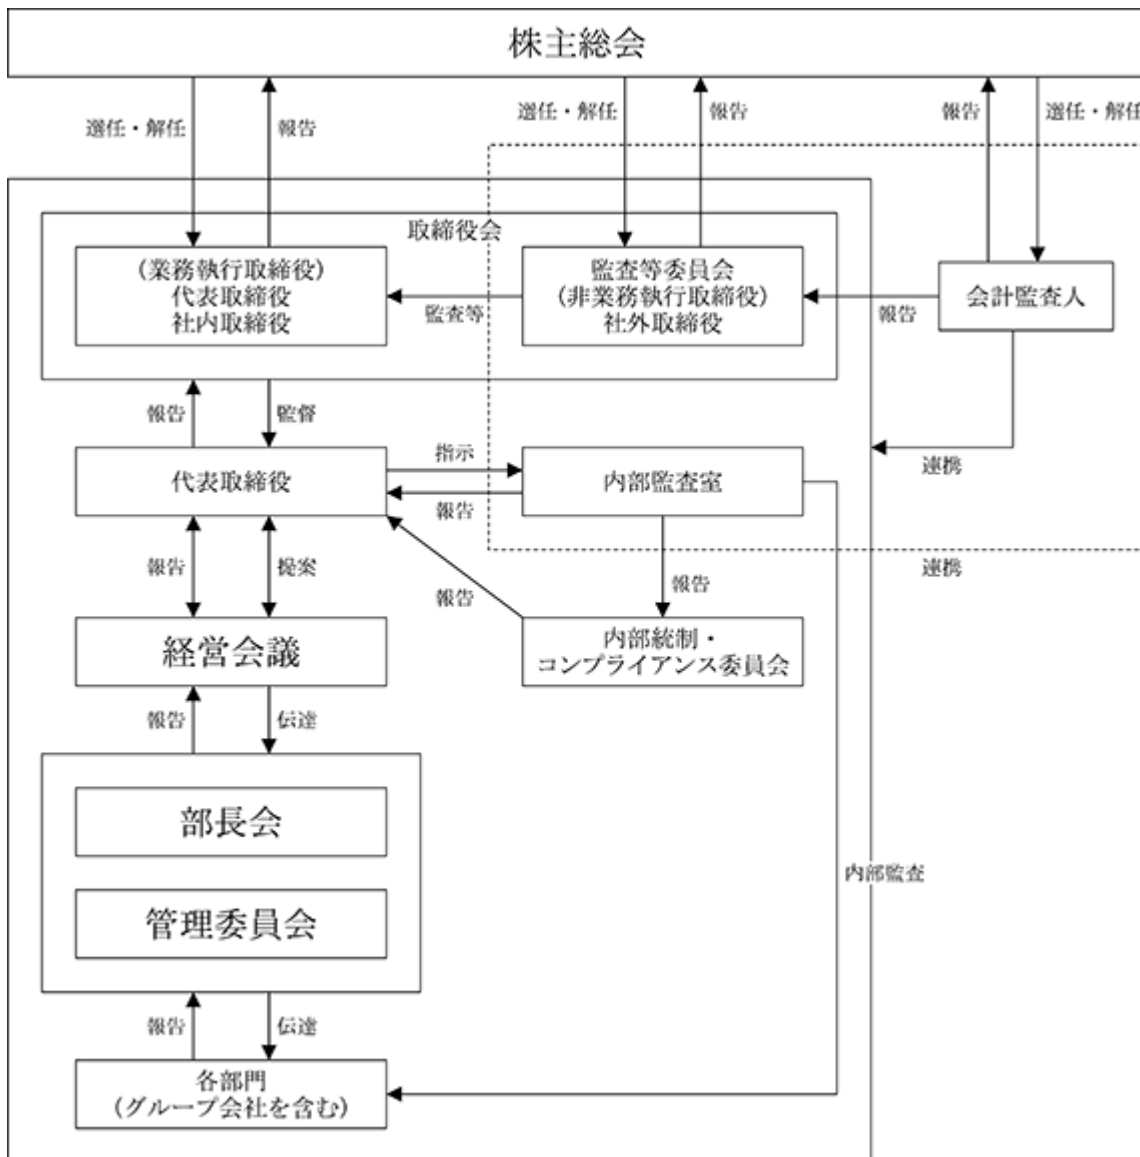 株主総会
選任・解任
報告
選任・解任
報告
報告
選任・解任
取締役会
(業務執行取締役)
代表取締役
社内取締役
監査等
監査等委員会
(非業務執行取締役)
社外取締役
報告
会計監査人
報告
監督
連携
代表取締役
指示
報告
内部監査室
連携
報告
提案
報告
報告
経営会議
内部統制・
コンプライアンス委員会
報告
伝達
部長会
管理委員会
内部監査
報告
伝達
各部門
(グループ会社を含む)